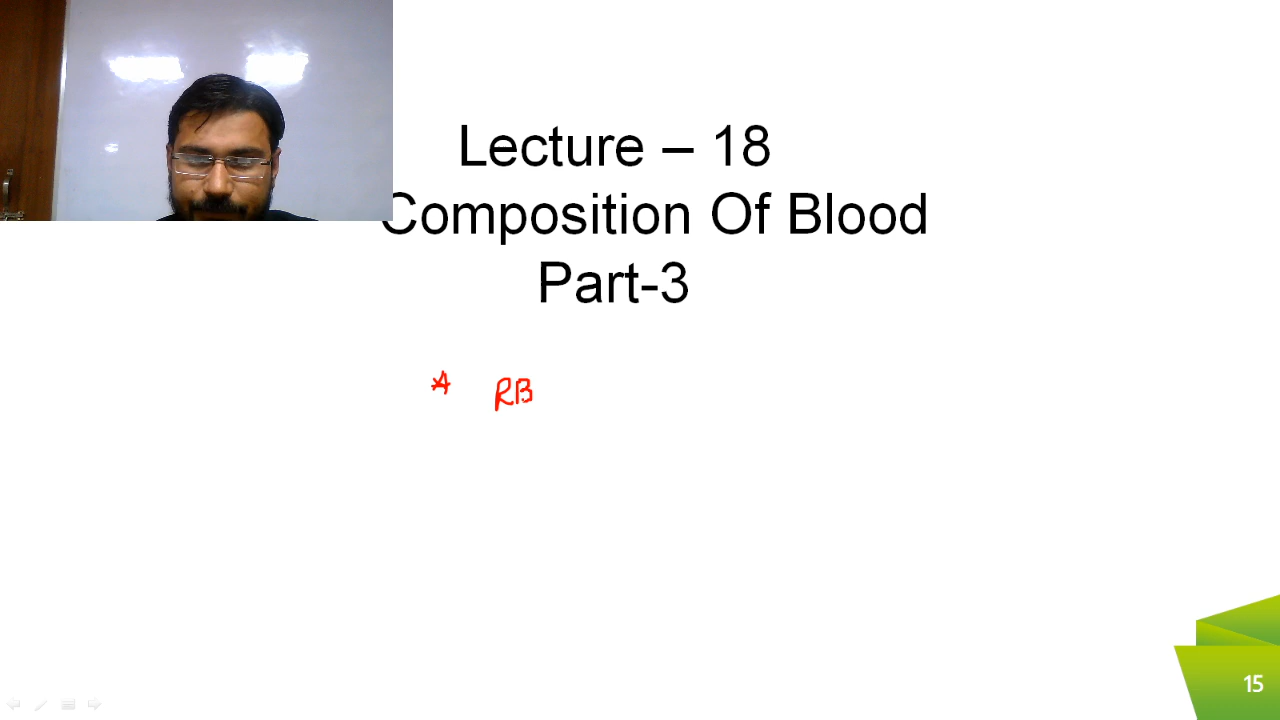 Lecture – 18
Composition Of Blood
Part-3
* RB
15